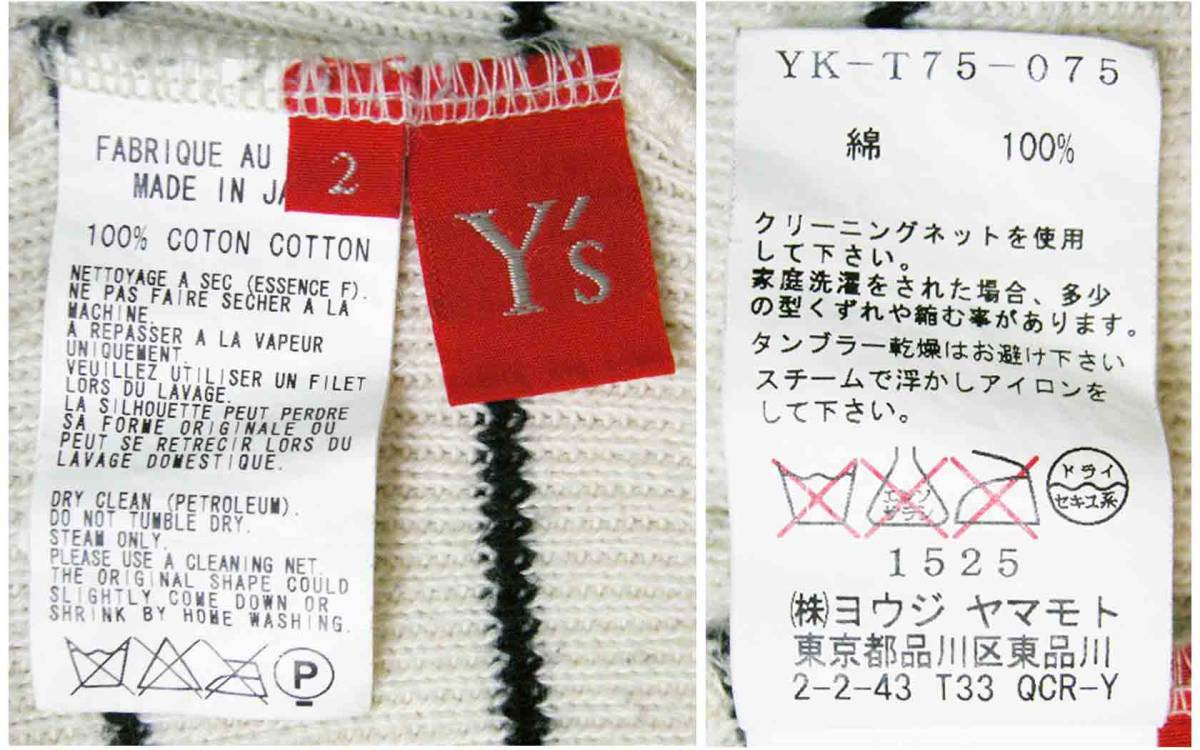 FABRIQUE AU
MADE IN JA
2
Y's
100% COTON COTTON
NETTOYAGE A SEC (ESSENCE F).
NE PAS FAIRE SECHER A LA
MACHINE.
A REPASSER A LA VAPEUR
UNIQUEMENT.
VEUILLEZ UTILISER UN FILET
LORS DU LAVAGE.
LA SILHOUETTE PEUT PERDRE
SA FORME ORIGINALE OU
PEUT SE RETRECIR LORS DU
LAVAGE DOMESTIQUE.
DRY CLEAN (PETROLEUM).
DO NOT TUMBLE DRY.
STEAM ONLY.
PLEASE USE A CLEANING NET.
THE ORIGINAL SHAPE COULD
SLIGHTLY COME DOWN OR
SHRINK BY HOME WASHING.
P
YK-T75-075
綿 100%
クリーニングネットを使用
して下さい。
家庭洗濯をされた場合、多少
の型くずれや縮む事があります。
タンブラー乾燥はお避け下さい
スチームで浮かしアイロンを
して下さい。
エンソ
サラシ
ドライ
セキユ系
1525
㈱ヨウジ ヤマモト
東京都品川区東品川
2-2-43 T33 QCR-Y